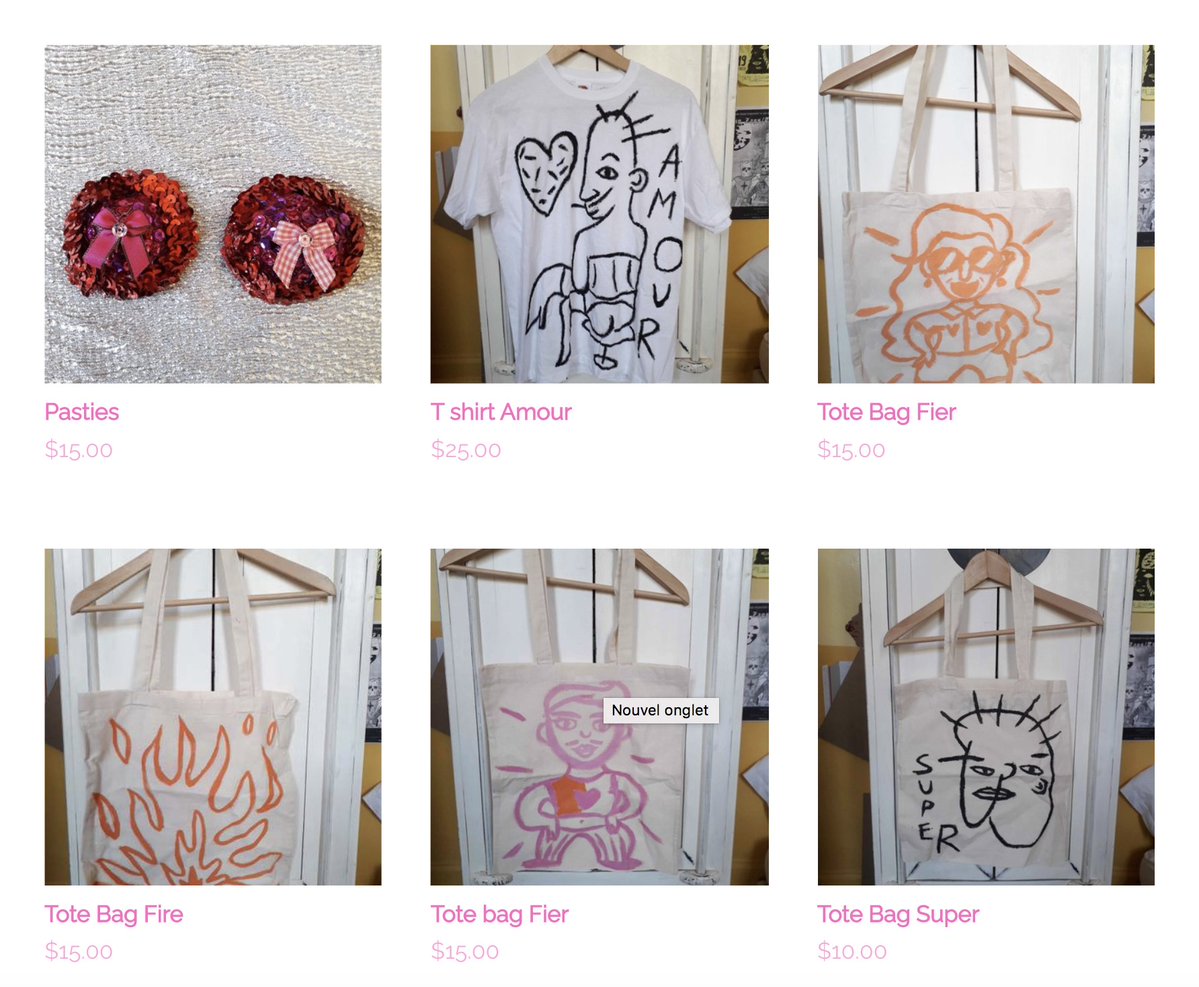 AMOUR
Pasties
T shirt Amour
Tote Bag Fier
$15.00
$25.00
$15.00
Nouvel onglet
SUPER
Tote Bag Fire
Tote bag Fier
Tote Bag Super
$15.00
$15.00
$10.00